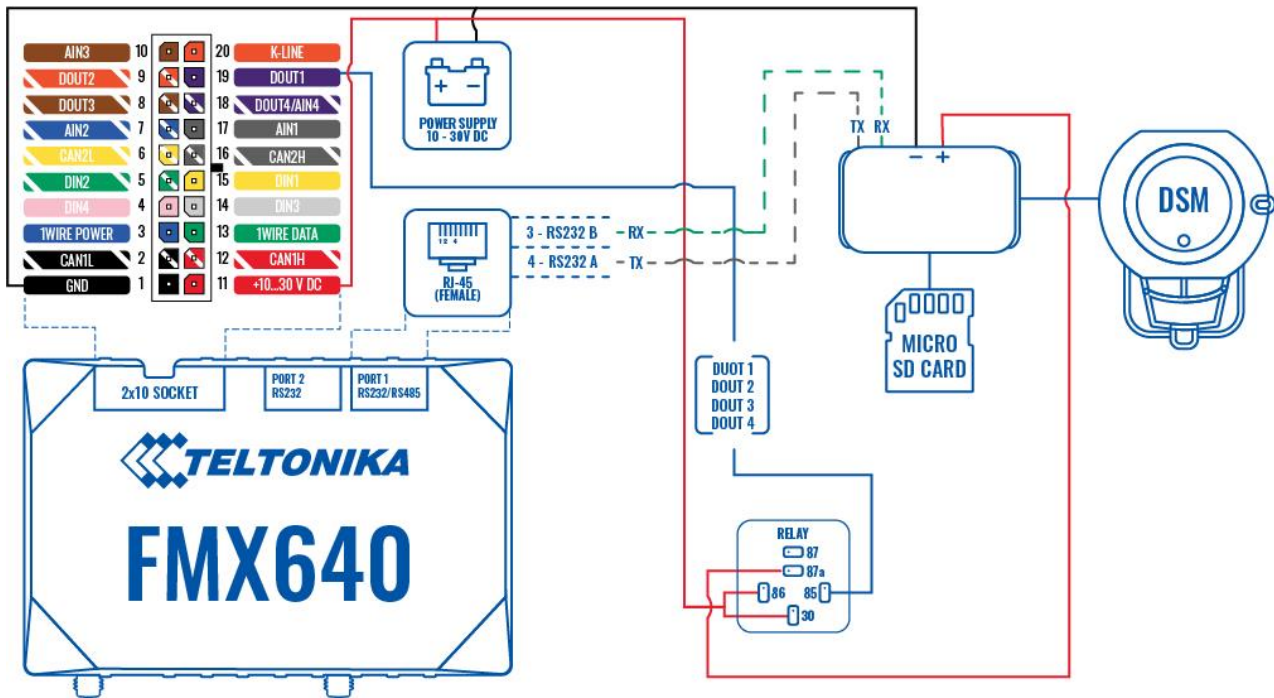 AIN3 10 20 K-LINE
DOUT2 9 19 DOUT1
DOUT3 8 18 DOUT4/AIN4
AIN2 7 17 AIN1
CAN2L 6 16 CAN2H
DIN2 5 15 DIN1
DIN4 4 14 DIN3
1WIRE POWER 3 13 1WIRE DATA
CAN1L 2 12 CAN1H
GND 1 11 +10...30 V DC
+ -
POWER SUPPLY
10 - 30V DC
12 4
RJ-45
(FEMALE)
3 - RS232 B RX
4 - RS232 A TX
TX RX
- +
DSM
MICRO
SD CARD
DUOT 1
DOUT 2
DOUT 3
DOUT 4
RELAY
87
87a
86 85
30
2x10 SOCKET
PORT 2
RS232
PORT 1
RS232/RS485
TELTONIKA
FMX640